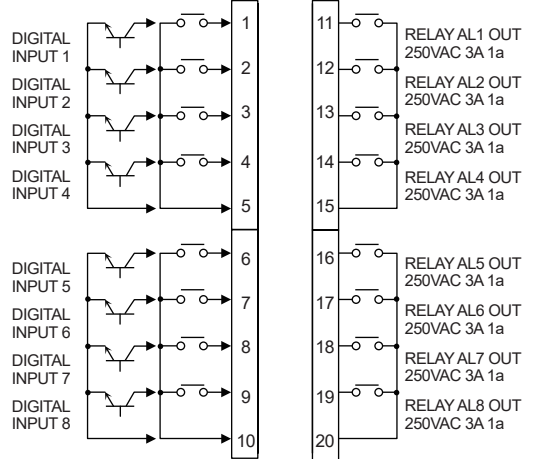 DIGITAL
INPUT 1
DIGITAL
INPUT 2
DIGITAL
INPUT 3
DIGITAL
INPUT 4
1
2
3
4
5
11
12
13
14
15
RELAY AL1 OUT
250VAC 3A 1a
RELAY AL2 OUT
250VAC 3A 1a
RELAY AL3 OUT
250VAC 3A 1a
RELAY AL4 OUT
250VAC 3A 1a
DIGITAL
INPUT 5
DIGITAL
INPUT 6
DIGITAL
INPUT 7
DIGITAL
INPUT 8
6
7
8
9
10
16
17
18
19
20
RELAY AL5 OUT
250VAC 3A 1a
RELAY AL6 OUT
250VAC 3A 1a
RELAY AL7 OUT
250VAC 3A 1a
RELAY AL8 OUT
250VAC 3A 1a